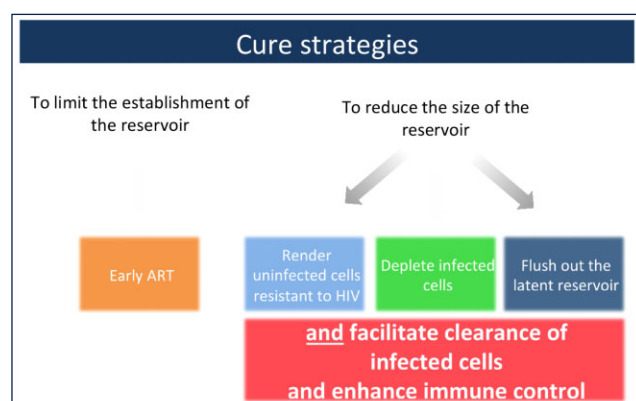 Cure strategies
To limit the establishment of
the reservoir
To reduce the size of the
reservoir
Early ART
Render
uninfected cells
resistant to HIV
Deplete infected
cells
Flush out the
latent reservoir
and facilitate clearance of
infected cells
and enhance immune control